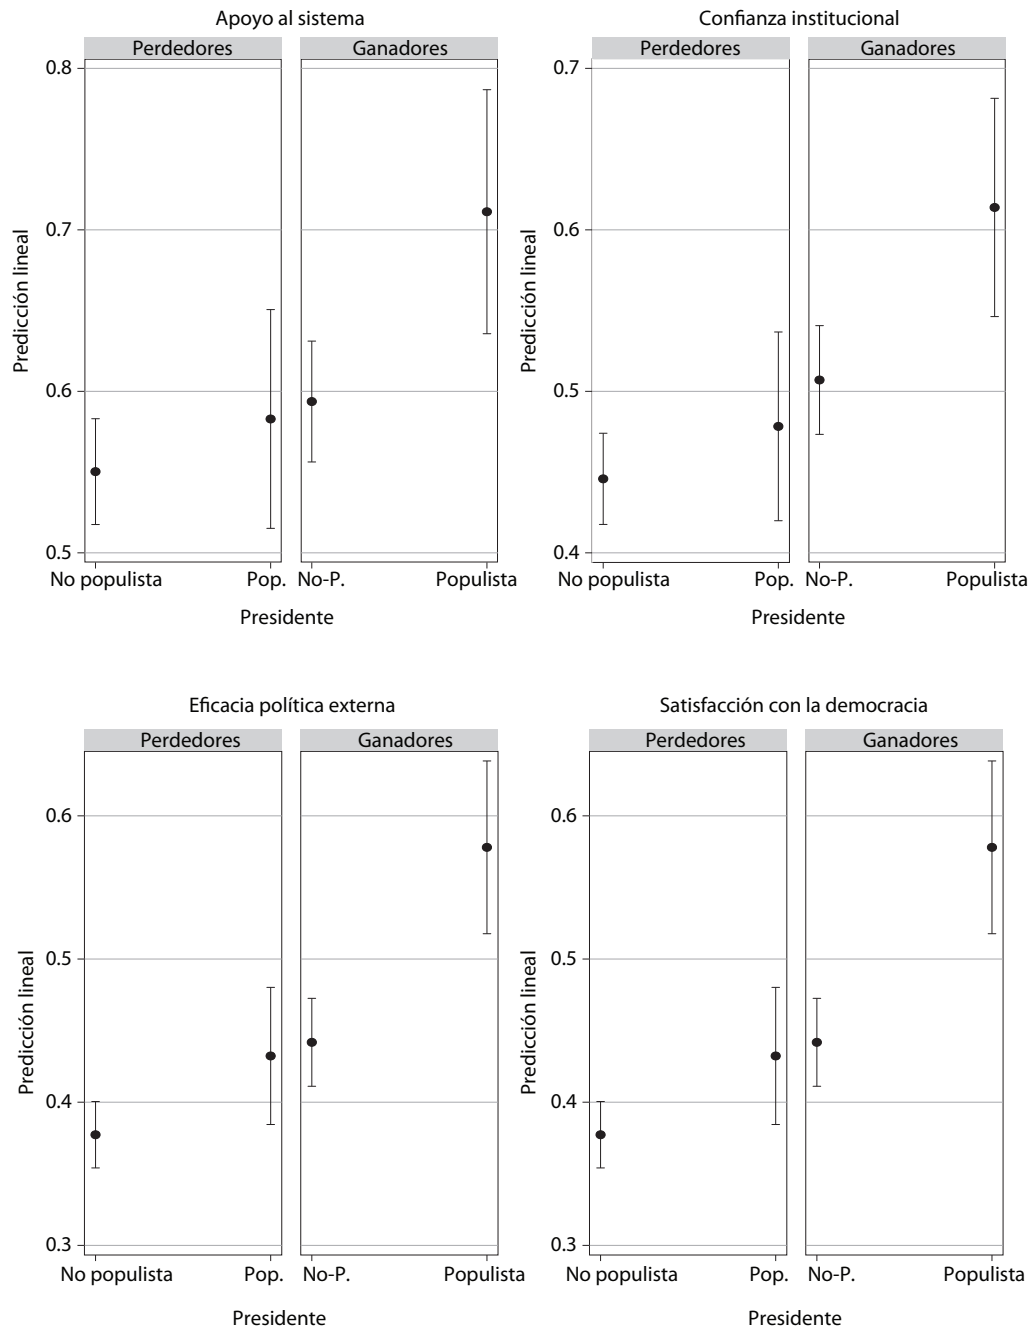 Apoyo al sistema
Perdedores
Ganadores
Predicción lineal
0.8
0.7
0.6
0.5
No populista
Pop.
No-P.
Populista
Presidente
Confianza institucional
Perdedores
Ganadores
Predicción lineal
0.7
0.6
0.5
0.4
No populista
Pop.
No-P.
Populista
Presidente
Eficacia política externa
Perdedores
Ganadores
Predicción lineal
0.6
0.5
0.4
0.3
No populista
Pop.
No-P.
Populista
Presidente
Satisfacción con la democracia
Perdedores
Ganadores
Predicción lineal
0.6
0.5
0.4
0.3
No populista
Pop.
No-P.
Populista
Presidente